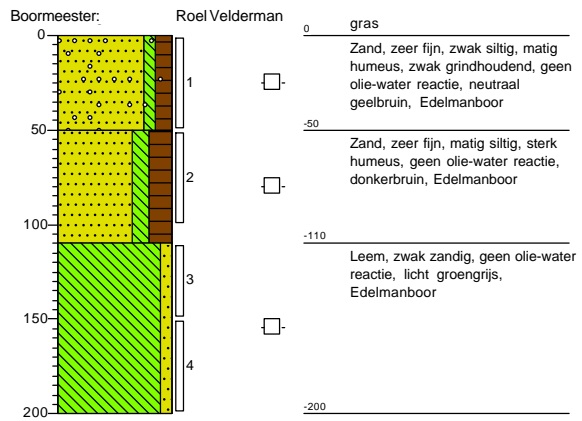 Boormeester: Roel Velderman
0
50
100
150
200
1
2
3
4
0 gras
Zand, zeer fijn, zwak siltig, matig
humeus, zwak grindhoudend, geen
olie-water reactie, neutraal
geelbruin, Edelmanboor
-50
Zand, zeer fijn, matig siltig, sterk
humeus, geen olie-water reactie,
donkerbruin, Edelmanboor
-110
Leem, zwak zandig, geen olie-water
reactie, licht groengrijs,
Edelmanboor
-200